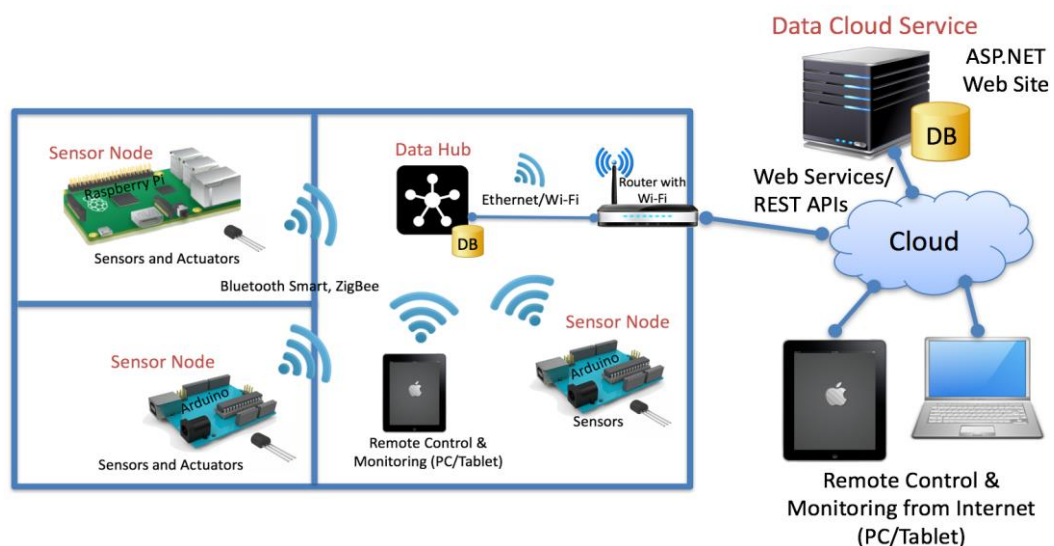 Data Cloud Service
ASP.NET
Web Site
DB
Sensor Node
Raspberry Pi
Sensors and Actuators
Data Hub
Ethernet/Wi-Fi
DB
Router with
Wi-Fi
Web Services/
REST APIs
Cloud
Bluetooth Smart, ZigBee
Sensor Node
Arduino
Sensors and Actuators
Remote Control &
Monitoring (PC/Tablet)
Sensor Node
Arduino
Sensors
Remote Control &
Monitoring from Internet
(PC/Tablet)